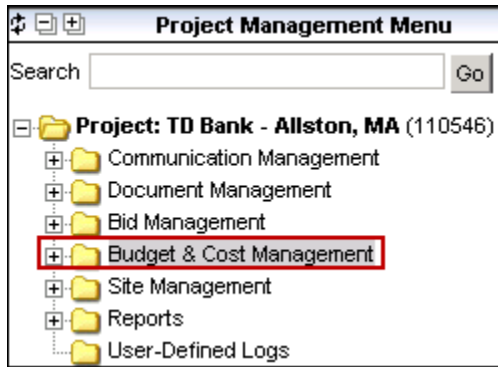 Project Management Menu
Search Go
Project: TD Bank - Allston, MA (110546)
Communication Management
Document Management
Bid Management
Budget & Cost Management
Site Management
Reports
User-Defined Logs